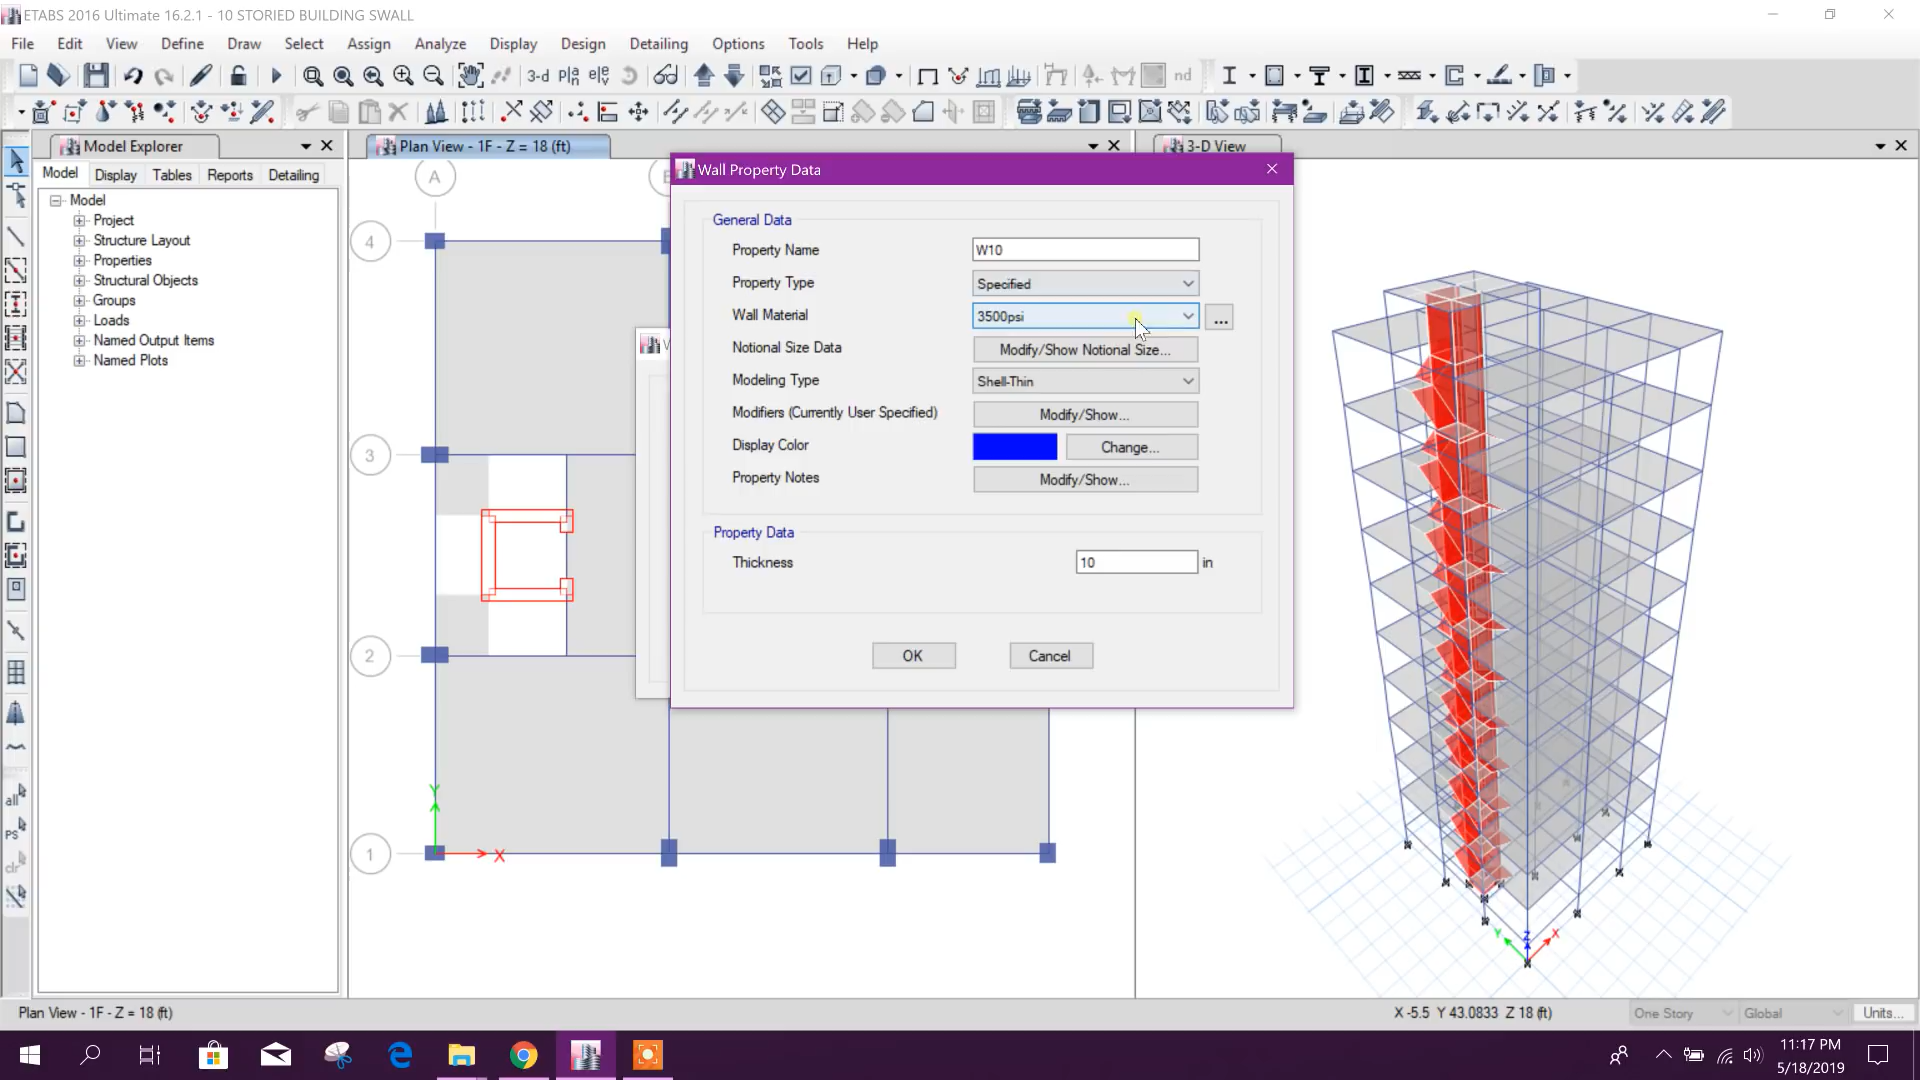 ETABS 2016 Ultimate 16.2.1 - 10 STORIED BUILDING SWALL
File Edit View Define Draw Select Assign Analyze Display Design Detailing Options Tools Help
3-d
nd
Model Explorer
Plan View - 1F - Z = 18 (ft)
3-D View
Model Display Tables Reports Detailing
Model
Project
Structure Layout
Properties
Structural Objects
Groups
Loads
Named Output Items
Named Plots
all
PS
clr
A
4
3
2
1
Y
X
Wall Property Data
General Data
Property Name W10
Property Type Specified
Wall Material 3500psi ...
Notional Size Data Modify/Show Notional Size...
Modeling Type Shell-Thin
Modifiers (Currently User Specified) Modify/Show...
Display Color Change...
Property Notes Modify/Show...
Property Data
Thickness 10 in
OK Cancel
Y Z X
Plan View - 1F - Z = 18 (ft)
X -5.5 Y 43.0833 Z 18 (ft)
One Story Global Units...
11:17 PM
5/18/2019